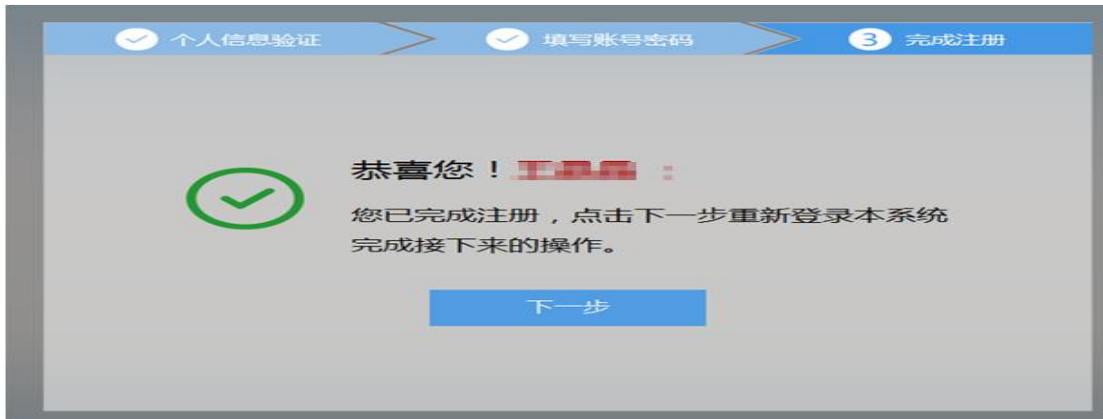 个人信息验证
填写账号密码
3 完成注册
恭喜您！
您已完成注册，点击下一步重新登录本系统
完成接下来的操作。
下一步